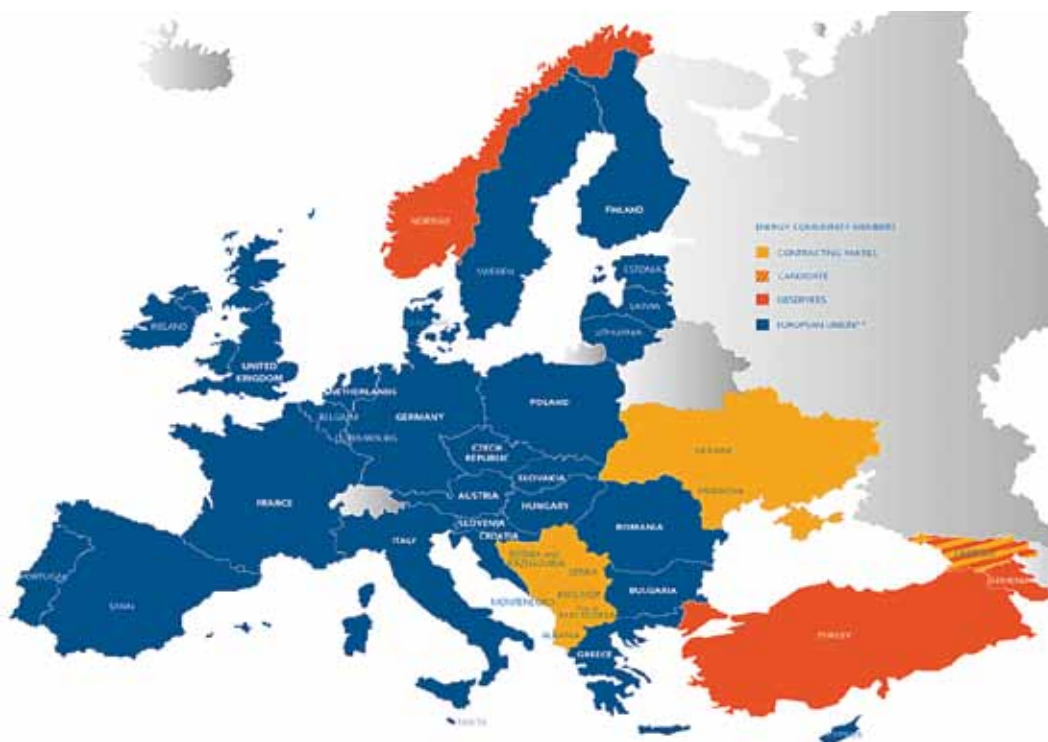 NORWAY
FINLAND
SWEDEN
ESTONIA
LATVIA
LITHUANIA
ENERGY COMMUNITY MEMBERS
CONTRACTING PARTIES
CANDIDATE
OBSERVERS
EUROPEAN UNION**
IRELAND
UNITED
KINGDOM
NETHERLANDS
BELGIUM
LUXEMBOURG
GERMANY
POLAND
CZECH
REPUBLIC
SLOVAKIA
UKRAINE
MOLDOVA
FRANCE
AUSTRIA
HUNGARY
SLOVENIA
CROATIA
ITALY
ROMANIA
BOSNIA and
HERZEGOVINA
SERBIA
MONTENEGRO
BULGARIA
ALBANIA
GREECE
PORTUGAL
SPAIN
MALTA
GEORGIA
ARMENIA
TURKEY
CYPRUS